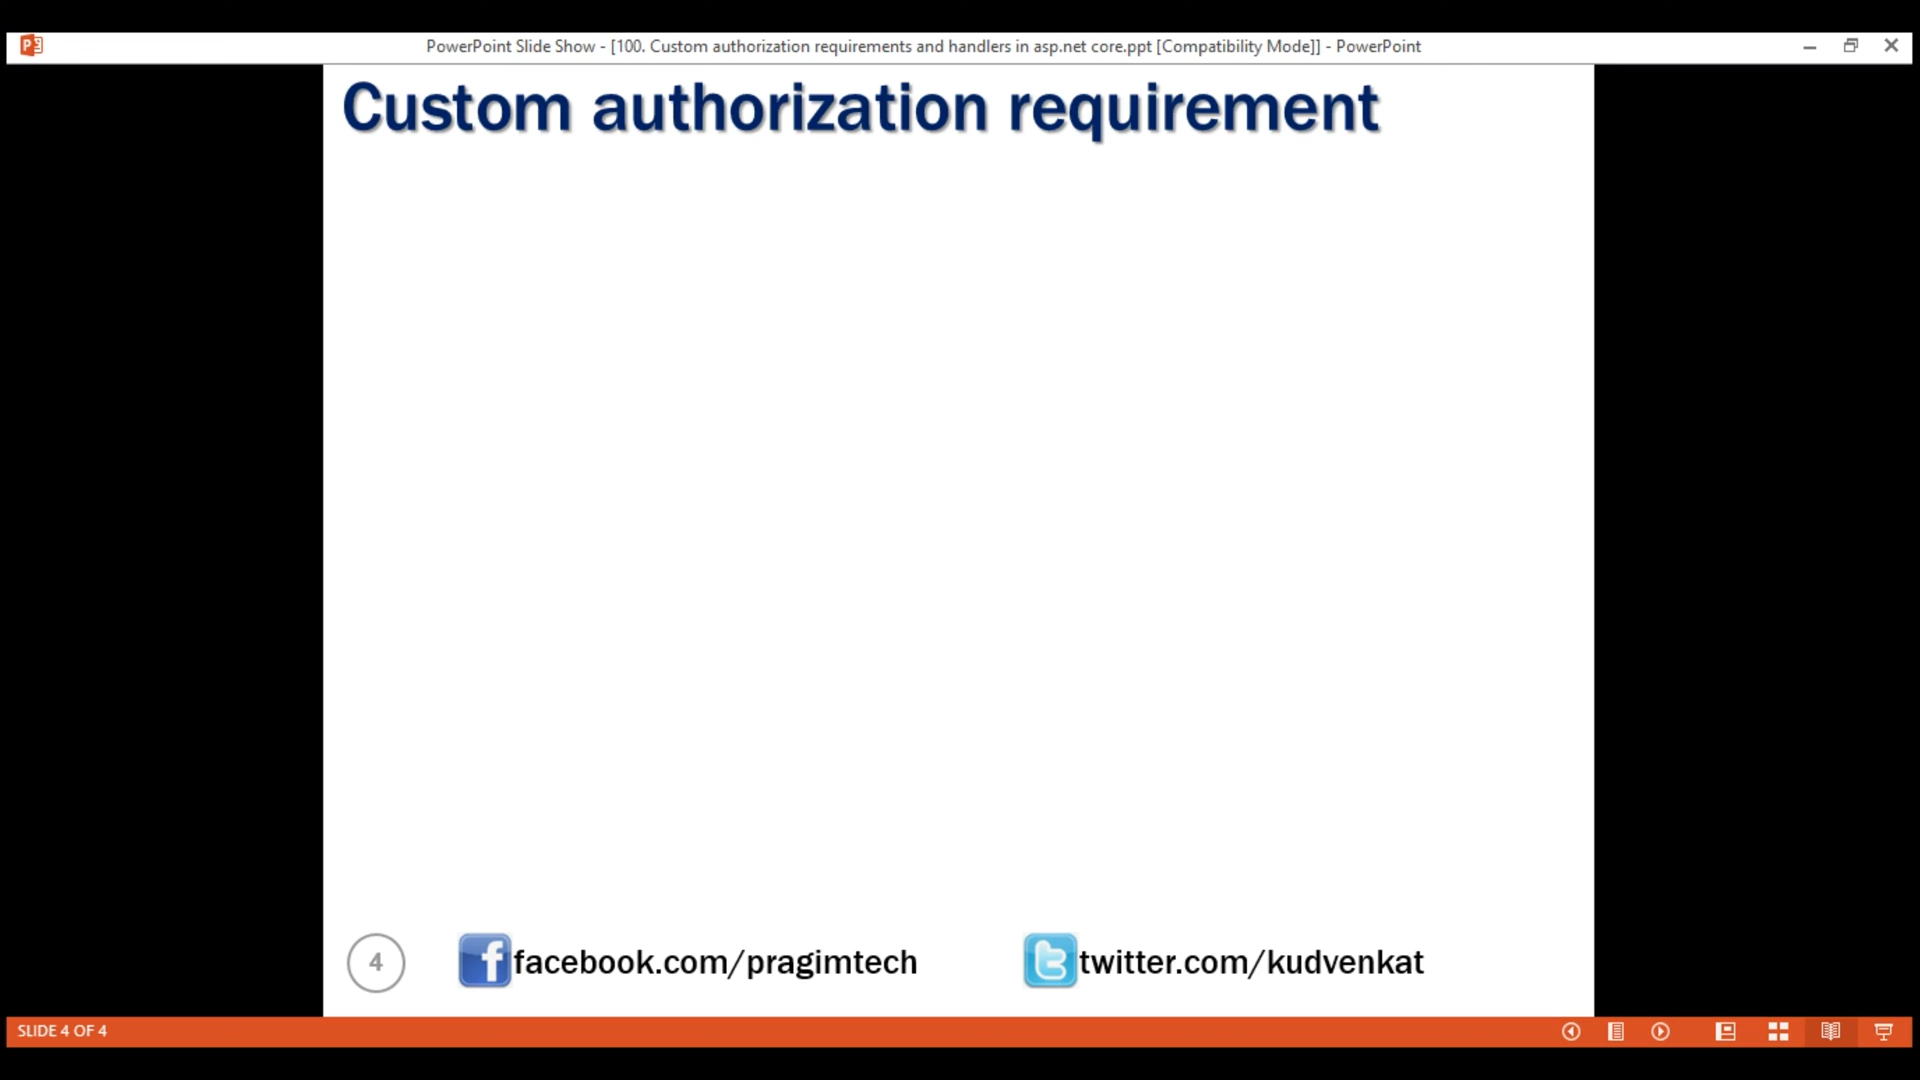 PowerPoint Slide Show - [100. Custom authorization requirements and handlers in asp.net core.ppt [Compatibility Mode]] - PowerPoint
Custom authorization requirement
4
facebook.com/pragimtech
twitter.com/kudvenkat
SLIDE 4 OF 4